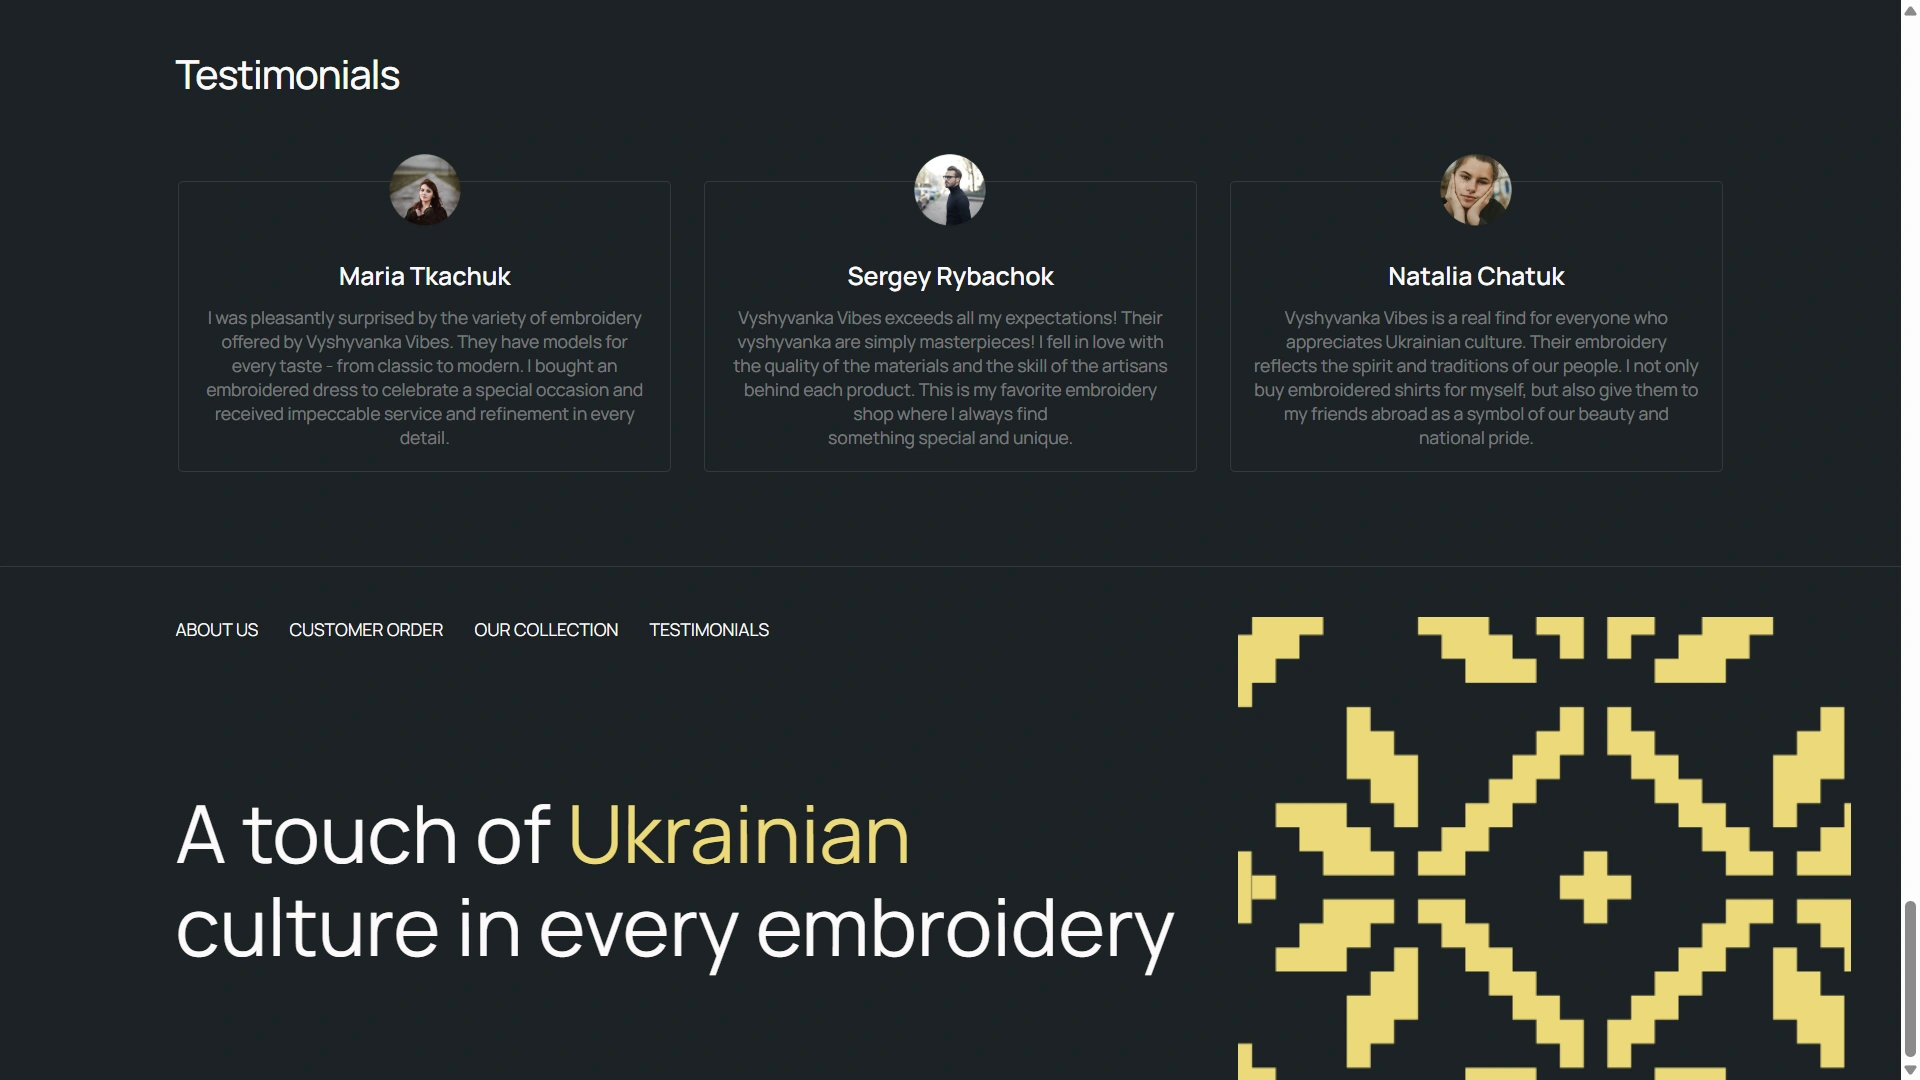 Testimonials
Maria Tkachuk
I was pleasantly surprised by the variety of embroidery
offered by Vyshyvanka Vibes. They have models for
every taste - from classic to modern. I bought an
embroidered dress to celebrate a special occasion and
received impeccable service and refinement in every
detail.
Sergey Rybachok
Vyshyvanka Vibes exceeds all my expectations! Their
vyshyvanka are simply masterpieces! I fell in love with
the quality of the materials and the skill of the artisans
behind each product. This is my favorite embroidery
shop where I always find
something special and unique.
Natalia Chatuk
Vyshyvanka Vibes is a real find for everyone who
appreciates Ukrainian culture. Their embroidery
reflects the spirit and traditions of our people. I not only
buy embroidered shirts for myself, but also give them to
my friends abroad as a symbol of our beauty and
national pride.
ABOUT US CUSTOMER ORDER OUR COLLECTION TESTIMONIALS
A touch of Ukrainian
culture in every embroidery